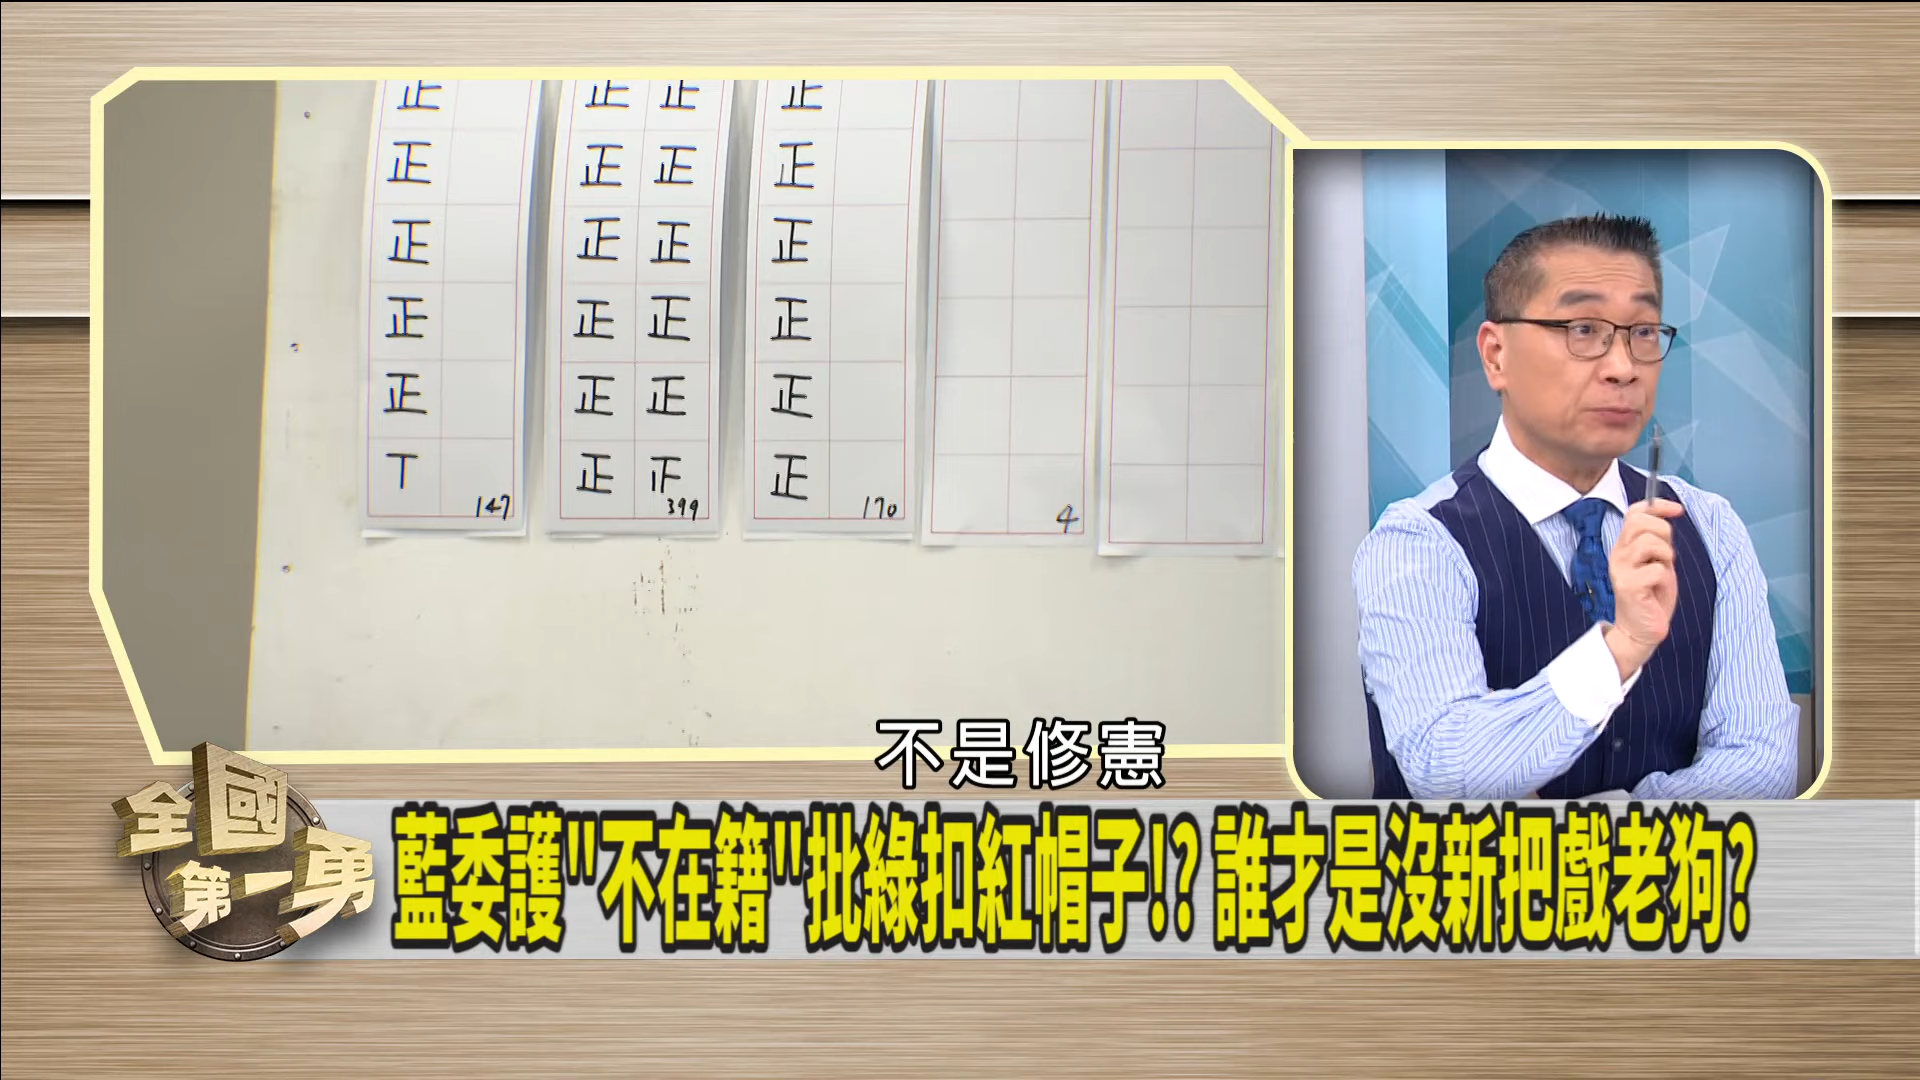 正 正 正 正
正 正 正 正
正 正 正 正
正 正 正 正
正 正 正 正
丅 正 正 正
147 399 170 4
不是修憲
全國第一勇
藍委護"不在籍"批綠扣紅帽子!? 誰才是沒新把戲老狗?